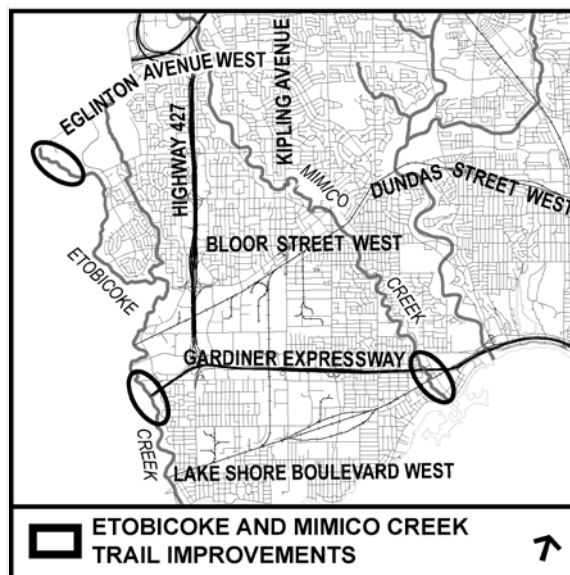 EGLINTON AVENUE WEST
HIGHWAY 427
KIPLING AVENUE
MIMICO
DUNDAS STREET WEST
BLOOR STREET WEST
ETOBICOKE
CREEK
GARDINER EXPRESSWAY
CREEK
LAKE SHORE BOULEVARD WEST
ETOBICOKE AND MIMICO CREEK
TRAIL IMPROVEMENTS